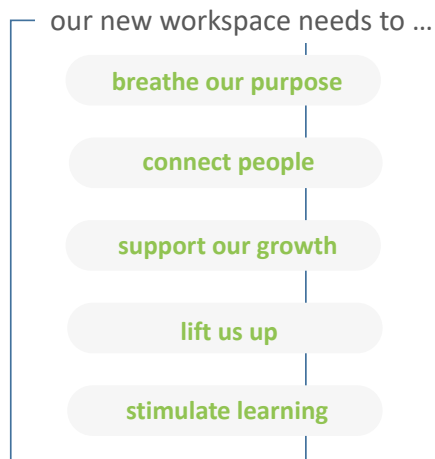 our new workspace needs to ...
breathe our purpose
connect people
support our growth
lift us up
stimulate learning